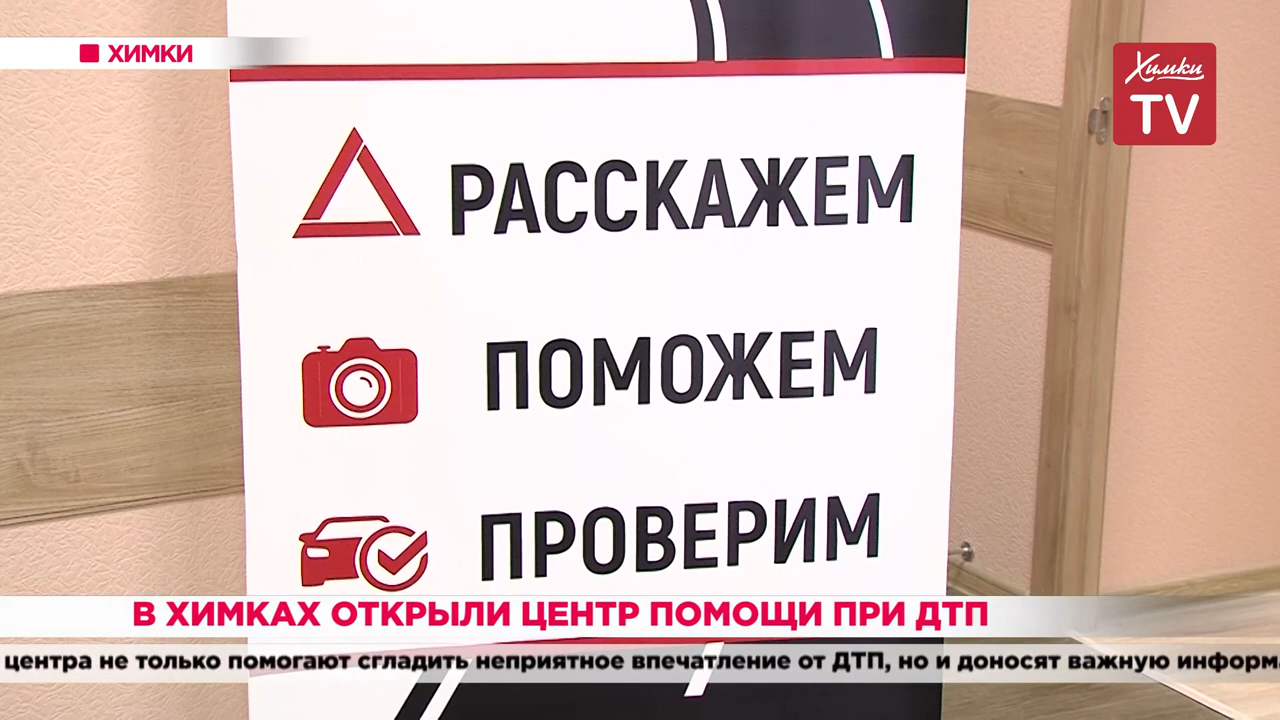 ХИМКИ
Химки
TV
РАССКАЖЕМ
ПОМОЖЕМ
ПРОВЕРИМ
В ХИМКАХ ОТКРЫЛИ ЦЕНТР ПОМОЩИ ПРИ ДТП
центра не только помогают сгладить неприятное впечатление от ДТП, но и доносят важную информа